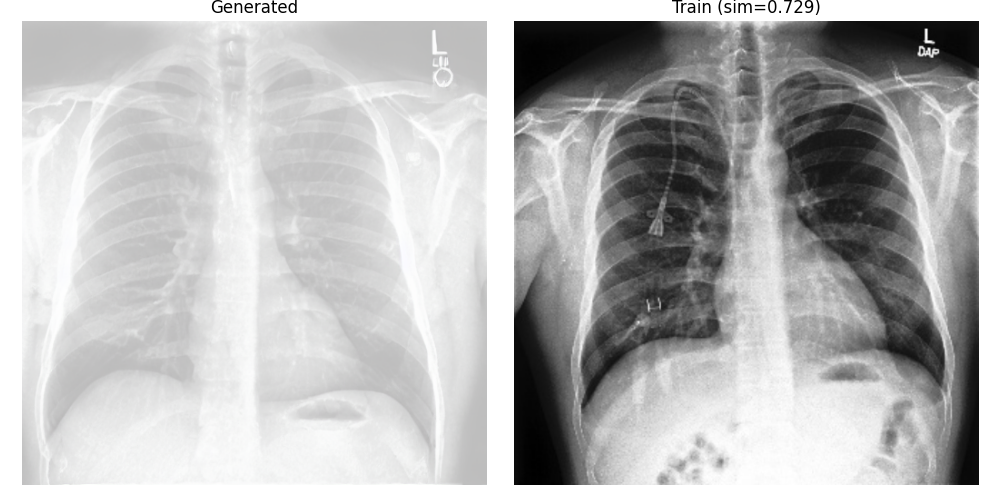 Generated
Train (sim=0.729)
L
L
DAP